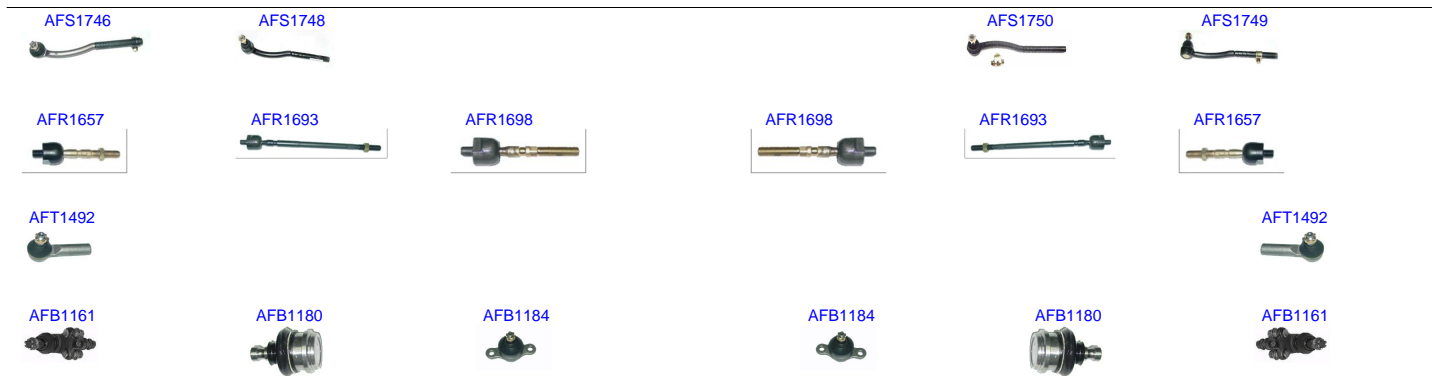 AFS1746 AFS1748 AFS1750 AFS1749
AFR1657 AFR1693 AFR1698 AFR1698 AFR1693 AFR1657
AFT1492 AFT1492
AFB1161 AFB1180 AFB1184 AFB1184 AFB1180 AFB1161